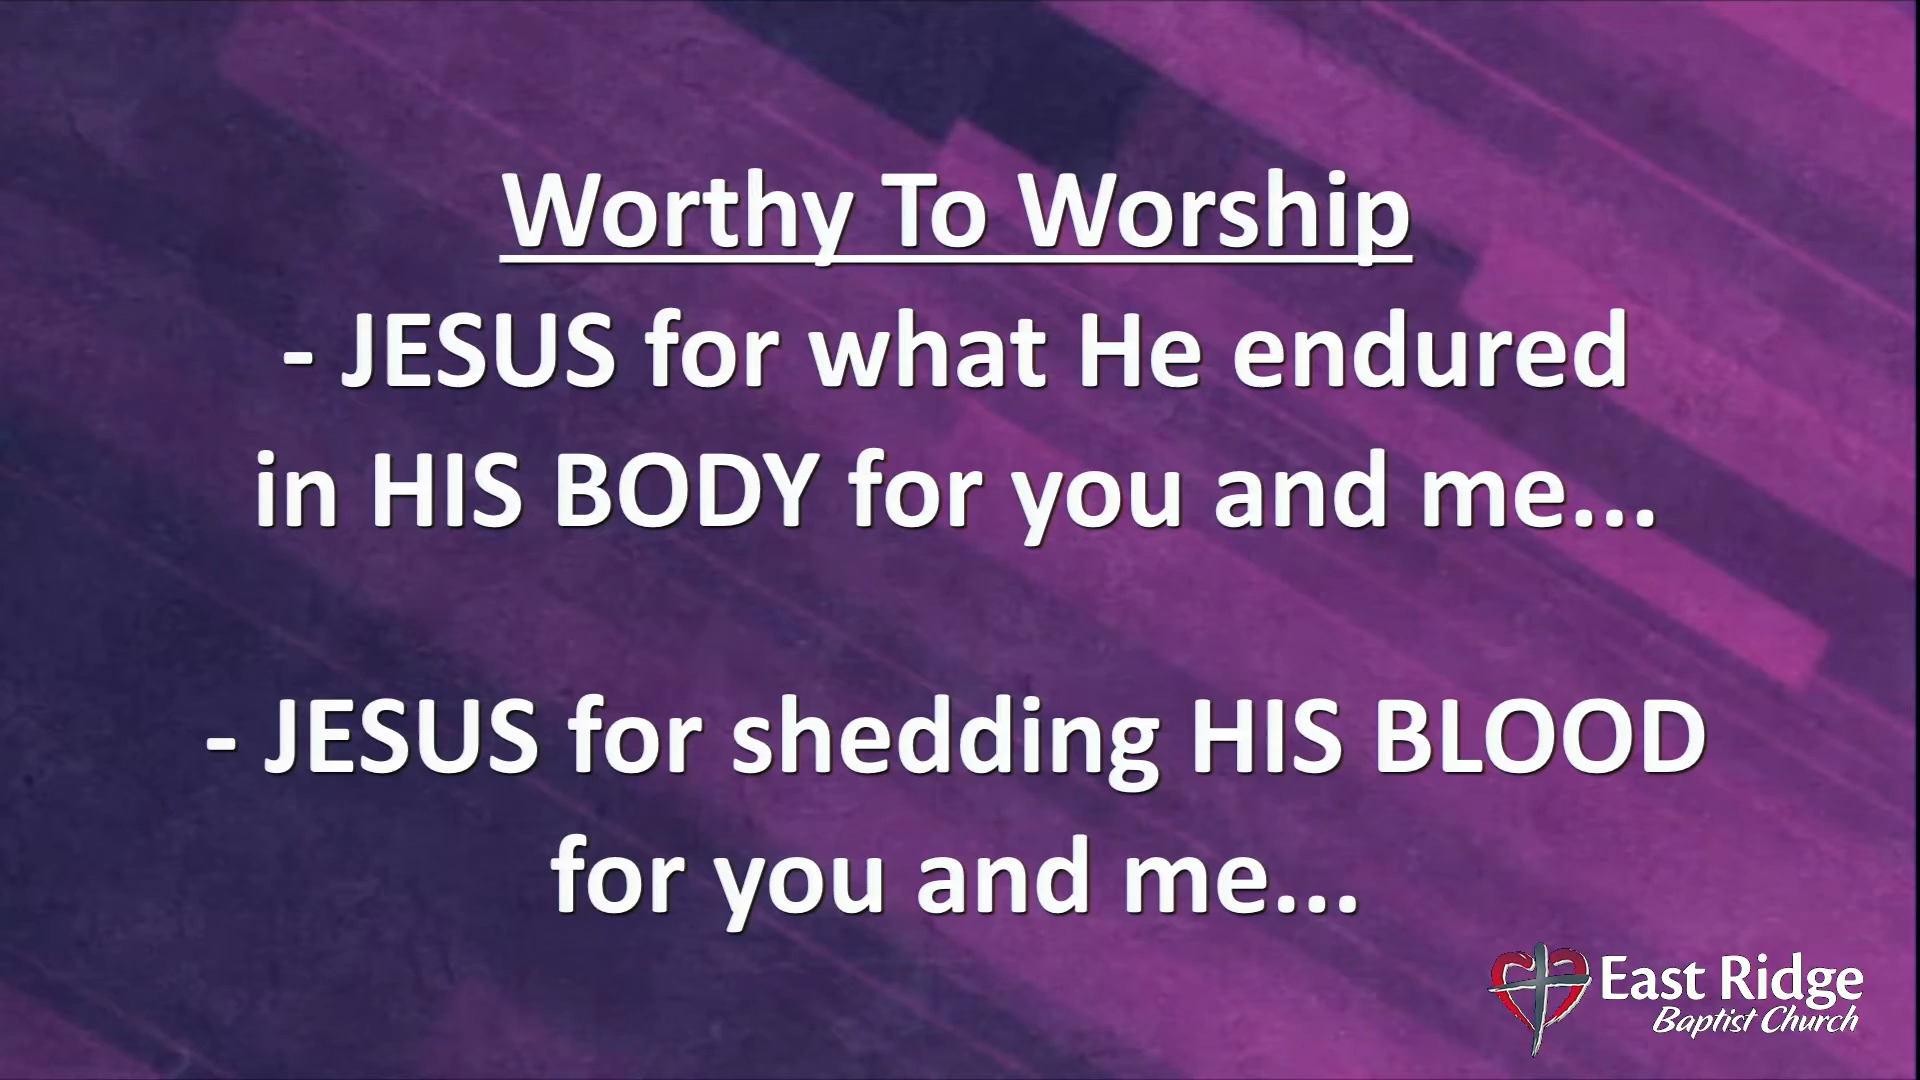 Worthy To Worship
- JESUS for what He endured
in HIS BODY for you and me...
- JESUS for shedding HIS BLOOD
for you and me...
East Ridge
Baptist Church